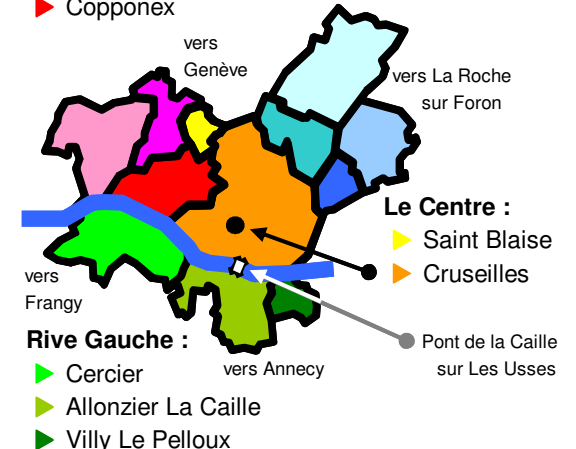 Copponex
vers
Genève
vers La Roche
sur Foron
Le Centre :
Saint Blaise
Cruseilles
vers
Frangy
Rive Gauche :
Cercier
Allonzier La Caille
Villy Le Pelloux
vers Annecy
Pont de la Caille
sur Les Usses